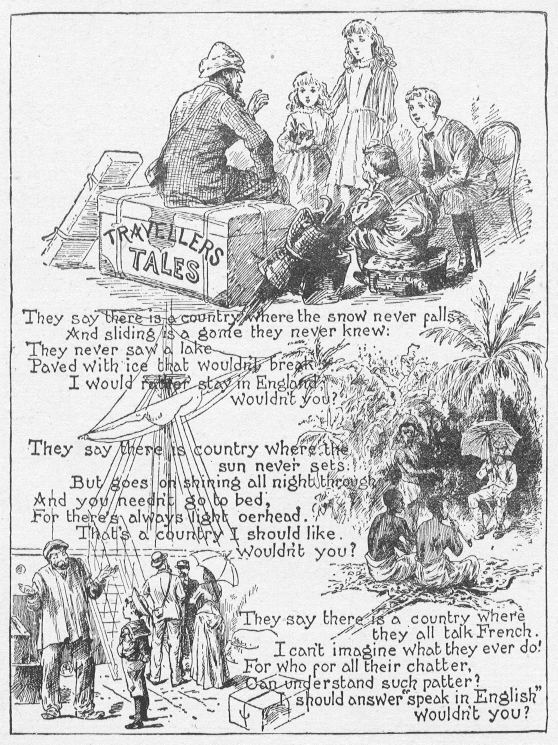 TRAVELLERS
TALES
They say there is a country where the snow never falls:
And sliding is a game they never knew:
They never saw a lake
Paved with ice that wouldn't break
I would rather stay in England,
Wouldn't you?
They say there is country where the
sun never sets.
But goes on shining all night through
And you needn't go to bed,
For there's always light oerhead.
That's a country I should like.
Wouldn't you?
They say there is a country where
they all talk French.
I can't imagine what they ever do!
For who for all their chatter,
Can understand such patter?
I should answer "speak in English"
Wouldn't you?